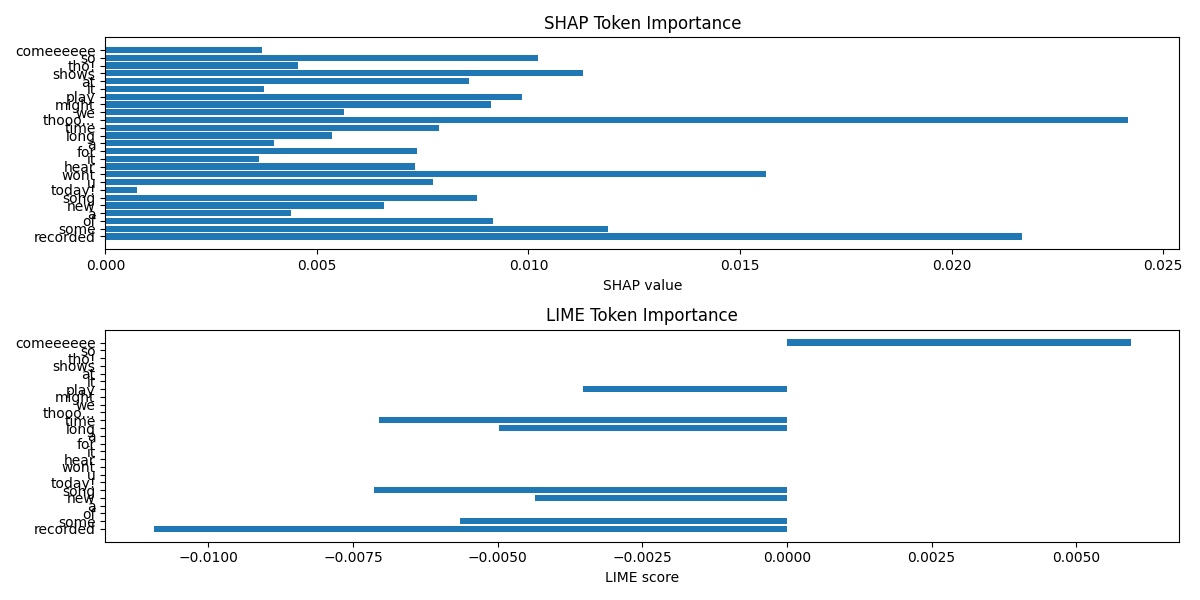 SHAP Token Importance
comeeeeeee
so
tho!
shows
at
it
play
might
we
thooo...
time
long
a
for
it
hear
wont
u
today!
song
new
a
of
some
recorded
0.000 0.005 0.010 0.015 0.020 0.025
SHAP value
LIME Token Importance
comeeeeeee
so
tho!
shows
at
it
play
might
we
thooo...
time
long
a
for
it
hear
wont
u
today!
song
new
a
of
some
recorded
−0.0100 −0.0075 −0.0050 −0.0025 0.0000 0.0025 0.0050
LIME score